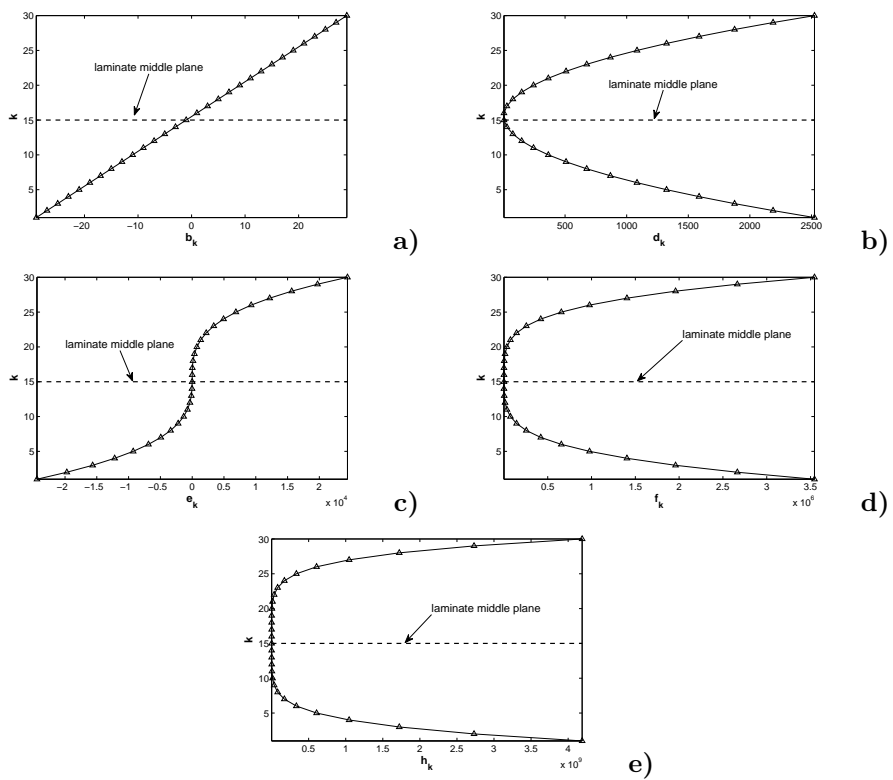 30
25
20
15
10
5
k
laminate middle plane
−20 −10 0 10 20
b_k
a)
30
25
20
15
10
5
k
laminate middle plane
500 1000 1500 2000 2500
d_k
b)
30
25
20
15
10
5
k
laminate middle plane
−2 −1.5 −1 −0.5 0 0.5 1 1.5 2
e_k
x 10^4
c)
30
25
20
15
10
5
k
laminate middle plane
0.5 1 1.5 2 2.5 3 3.5
f_k
x 10^6
d)
30
25
20
15
10
5
k
laminate middle plane
0.5 1 1.5 2 2.5 3 3.5 4
h_k
x 10^9
e)